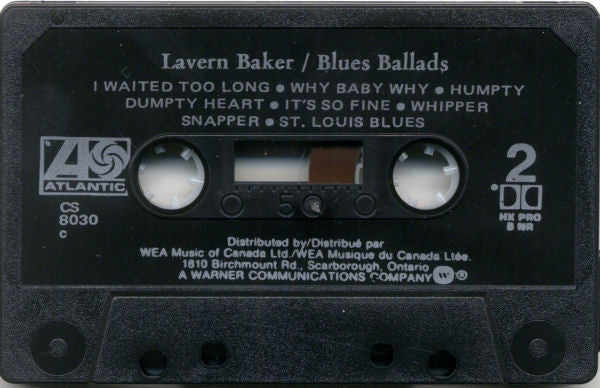 Lavern Baker / Blues Ballads
I WAITED TOO LONG • WHY BABY WHY • HUMPTY
DUMPTY HEART • IT'S SO FINE • WHIPPER
SNAPPER • ST. LOUIS BLUES
ATLANTIC
CS
8030
c
5
2
HX PRO
B NR
Distributed by/Distribué par
WEA Music of Canada Ltd./WEA Musique du Canada Ltée.
1810 Birchmount Rd., Scarborough, Ontario
A WARNER COMMUNICATIONS COMPANY W ®